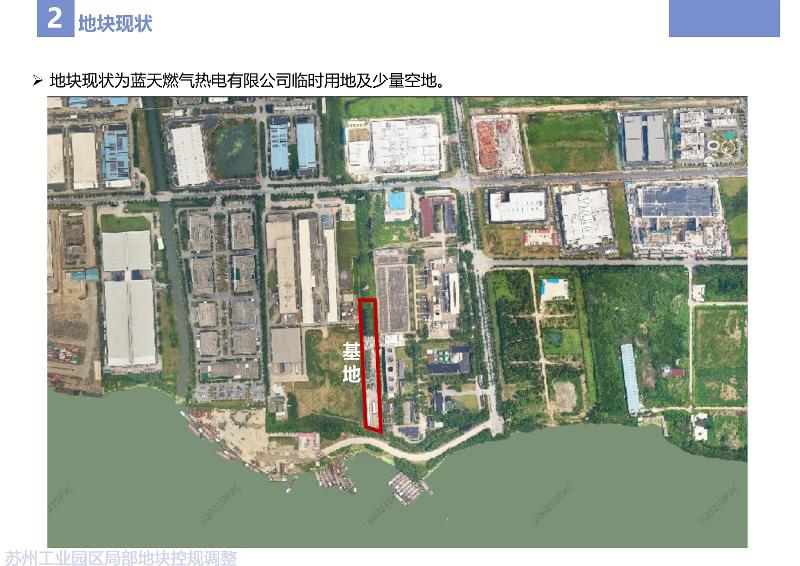 2 地块现状
➢ 地块现状为蓝天燃气热电有限公司临时用地及少量空地。
基
地
苏州工业园区局部地块控规调整